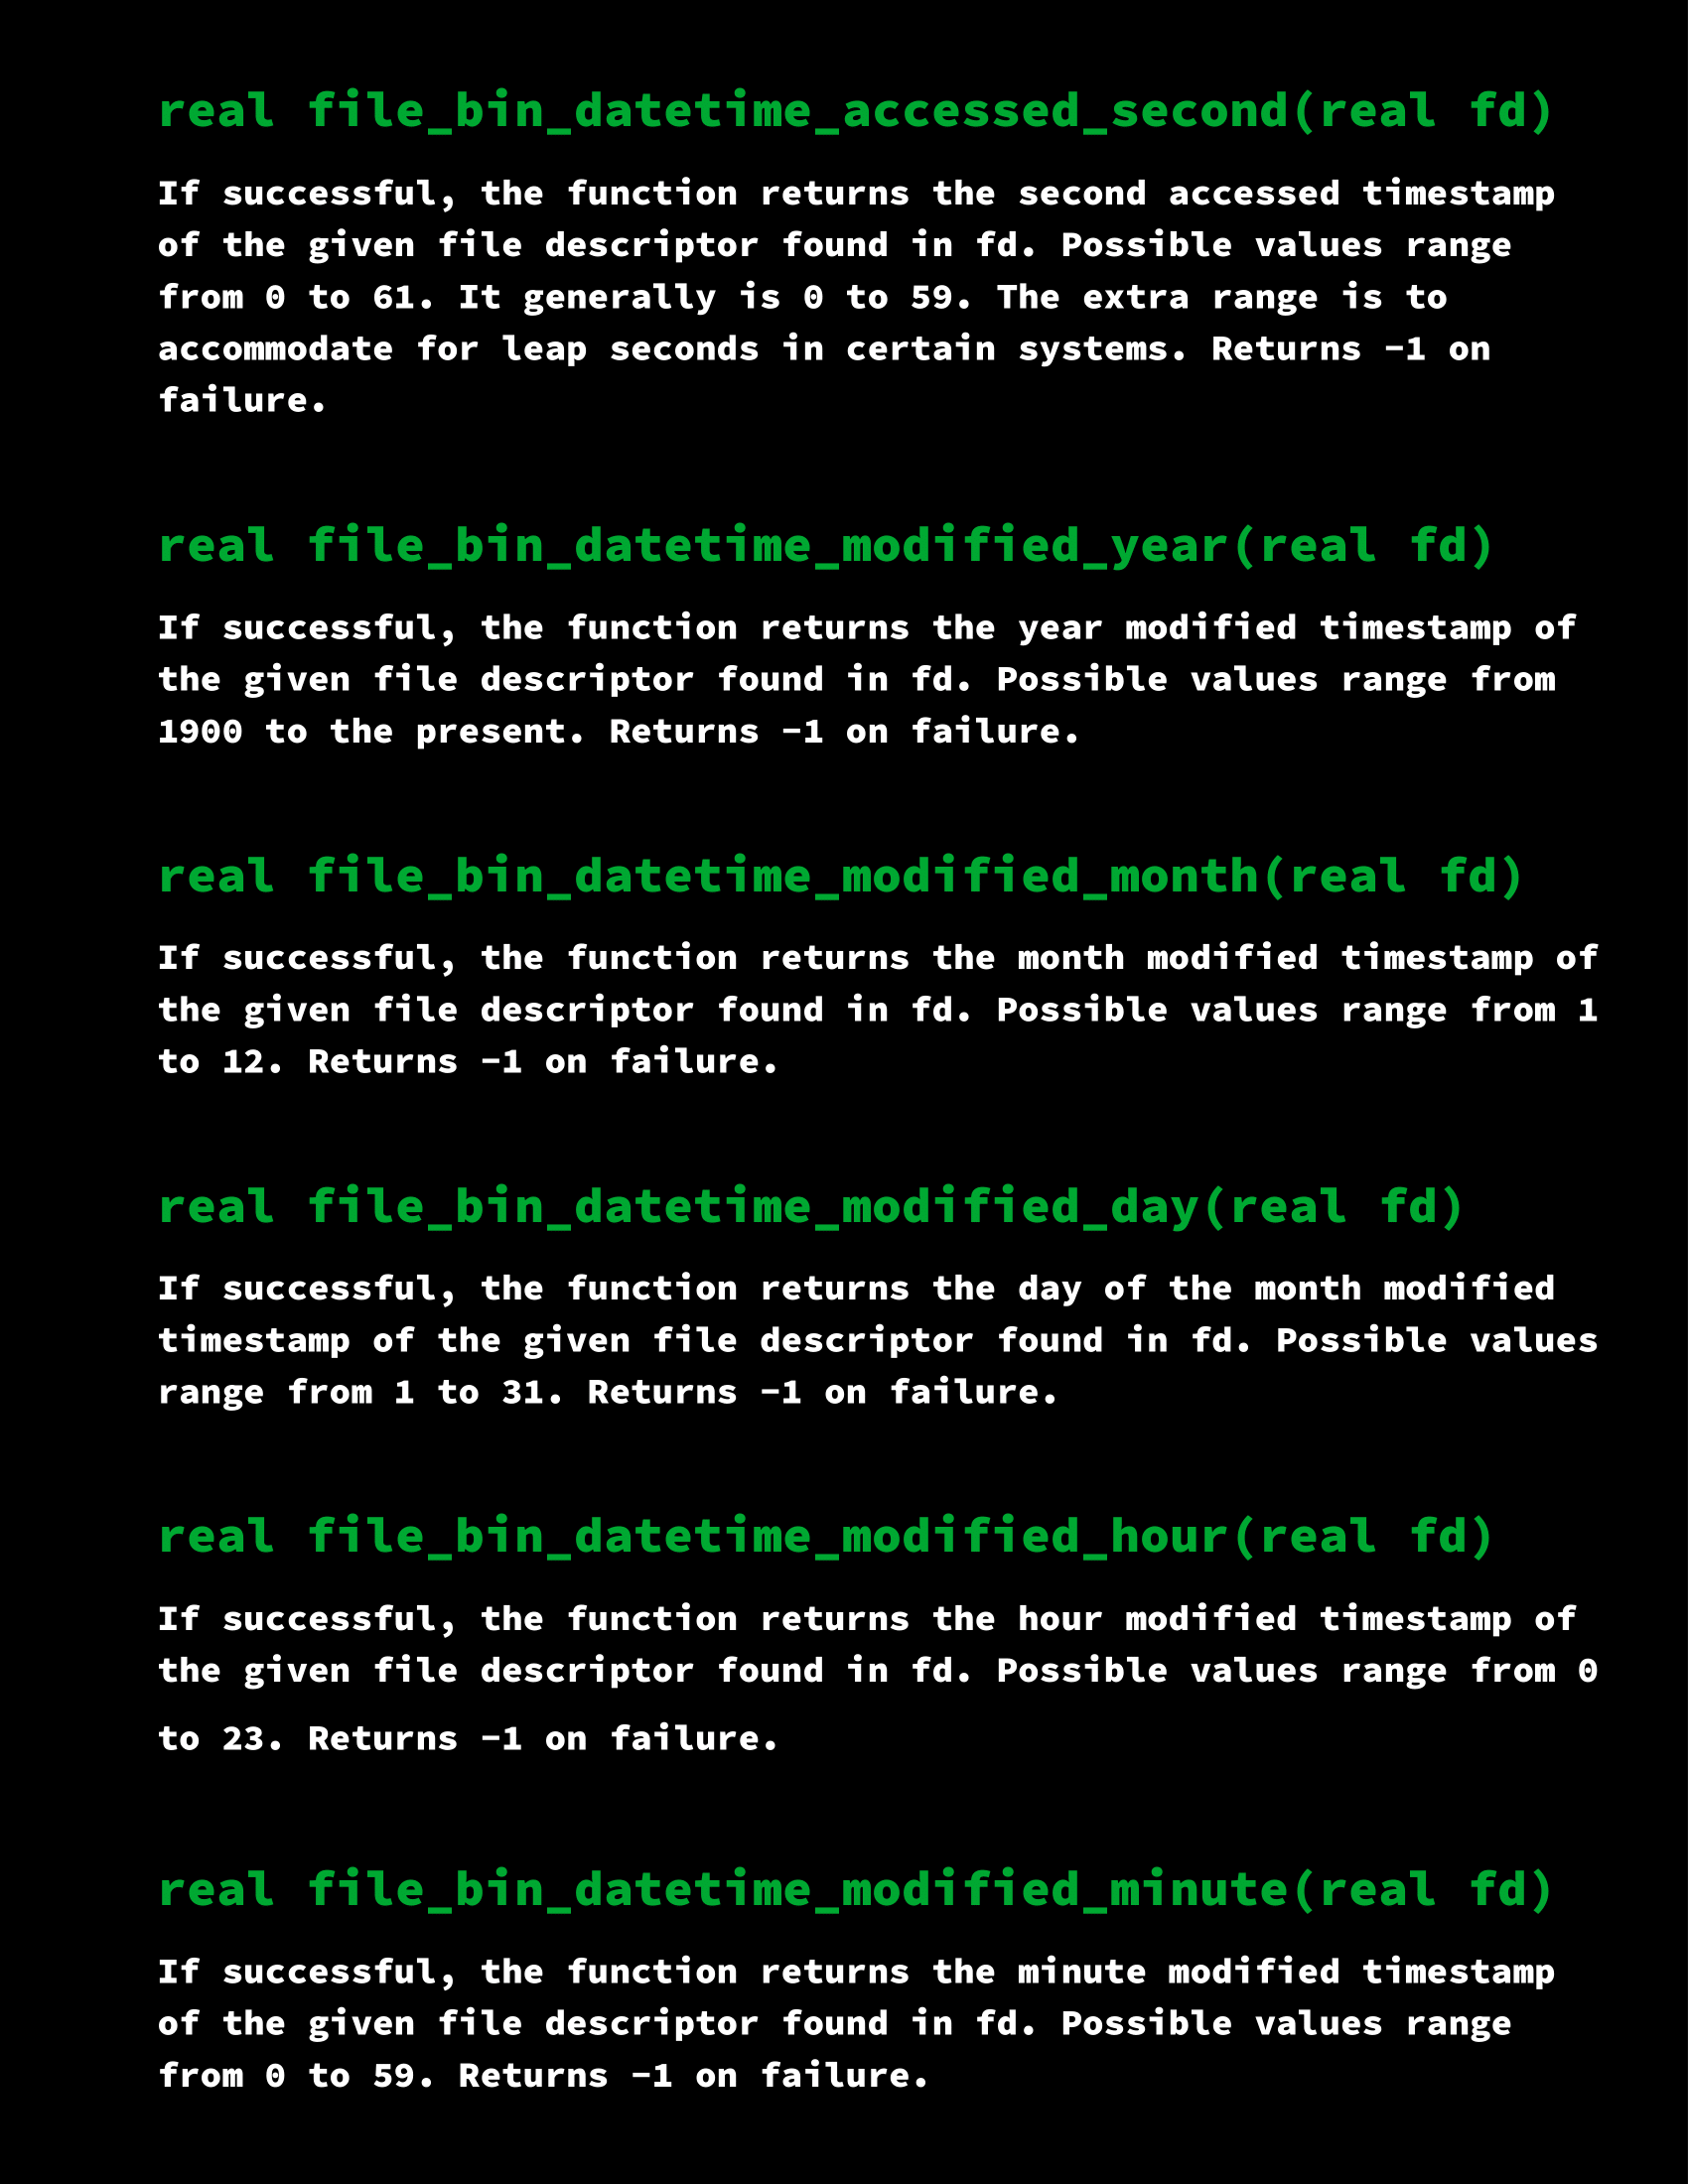 real file_bin_datetime_accessed_second(real fd)
If successful, the function returns the second accessed timestamp
of the given file descriptor found in fd. Possible values range
from 0 to 61. It generally is 0 to 59. The extra range is to
accommodate for leap seconds in certain systems. Returns -1 on
failure.
real file_bin_datetime_modified_year(real fd)
If successful, the function returns the year modified timestamp of
the given file descriptor found in fd. Possible values range from
1900 to the present. Returns -1 on failure.
real file_bin_datetime_modified_month(real fd)
If successful, the function returns the month modified timestamp of
the given file descriptor found in fd. Possible values range from 1
to 12. Returns -1 on failure.
real file_bin_datetime_modified_day(real fd)
If successful, the function returns the day of the month modified
timestamp of the given file descriptor found in fd. Possible values
range from 1 to 31. Returns -1 on failure.
real file_bin_datetime_modified_hour(real fd)
If successful, the function returns the hour modified timestamp of
the given file descriptor found in fd. Possible values range from 0
to 23. Returns -1 on failure.
real file_bin_datetime_modified_minute(real fd)
If successful, the function returns the minute modified timestamp
of the given file descriptor found in fd. Possible values range
from 0 to 59. Returns -1 on failure.